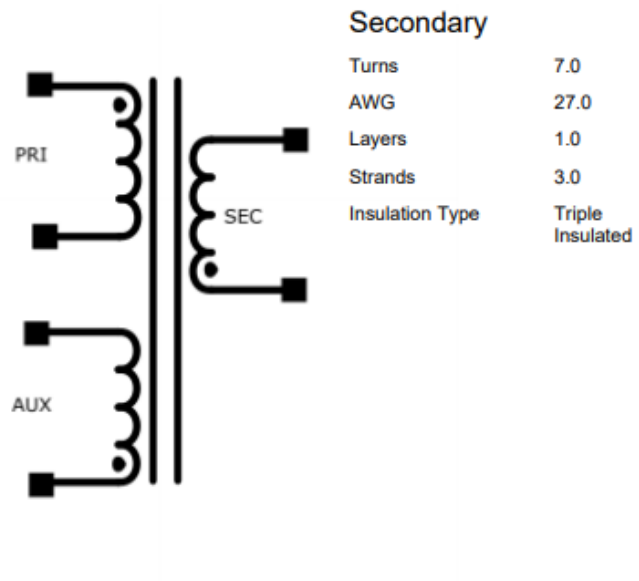 Secondary
Turns 7.0
AWG 27.0
PRI
Layers 1.0
Strands 3.0
SEC
Insulation Type Triple
Insulated
AUX